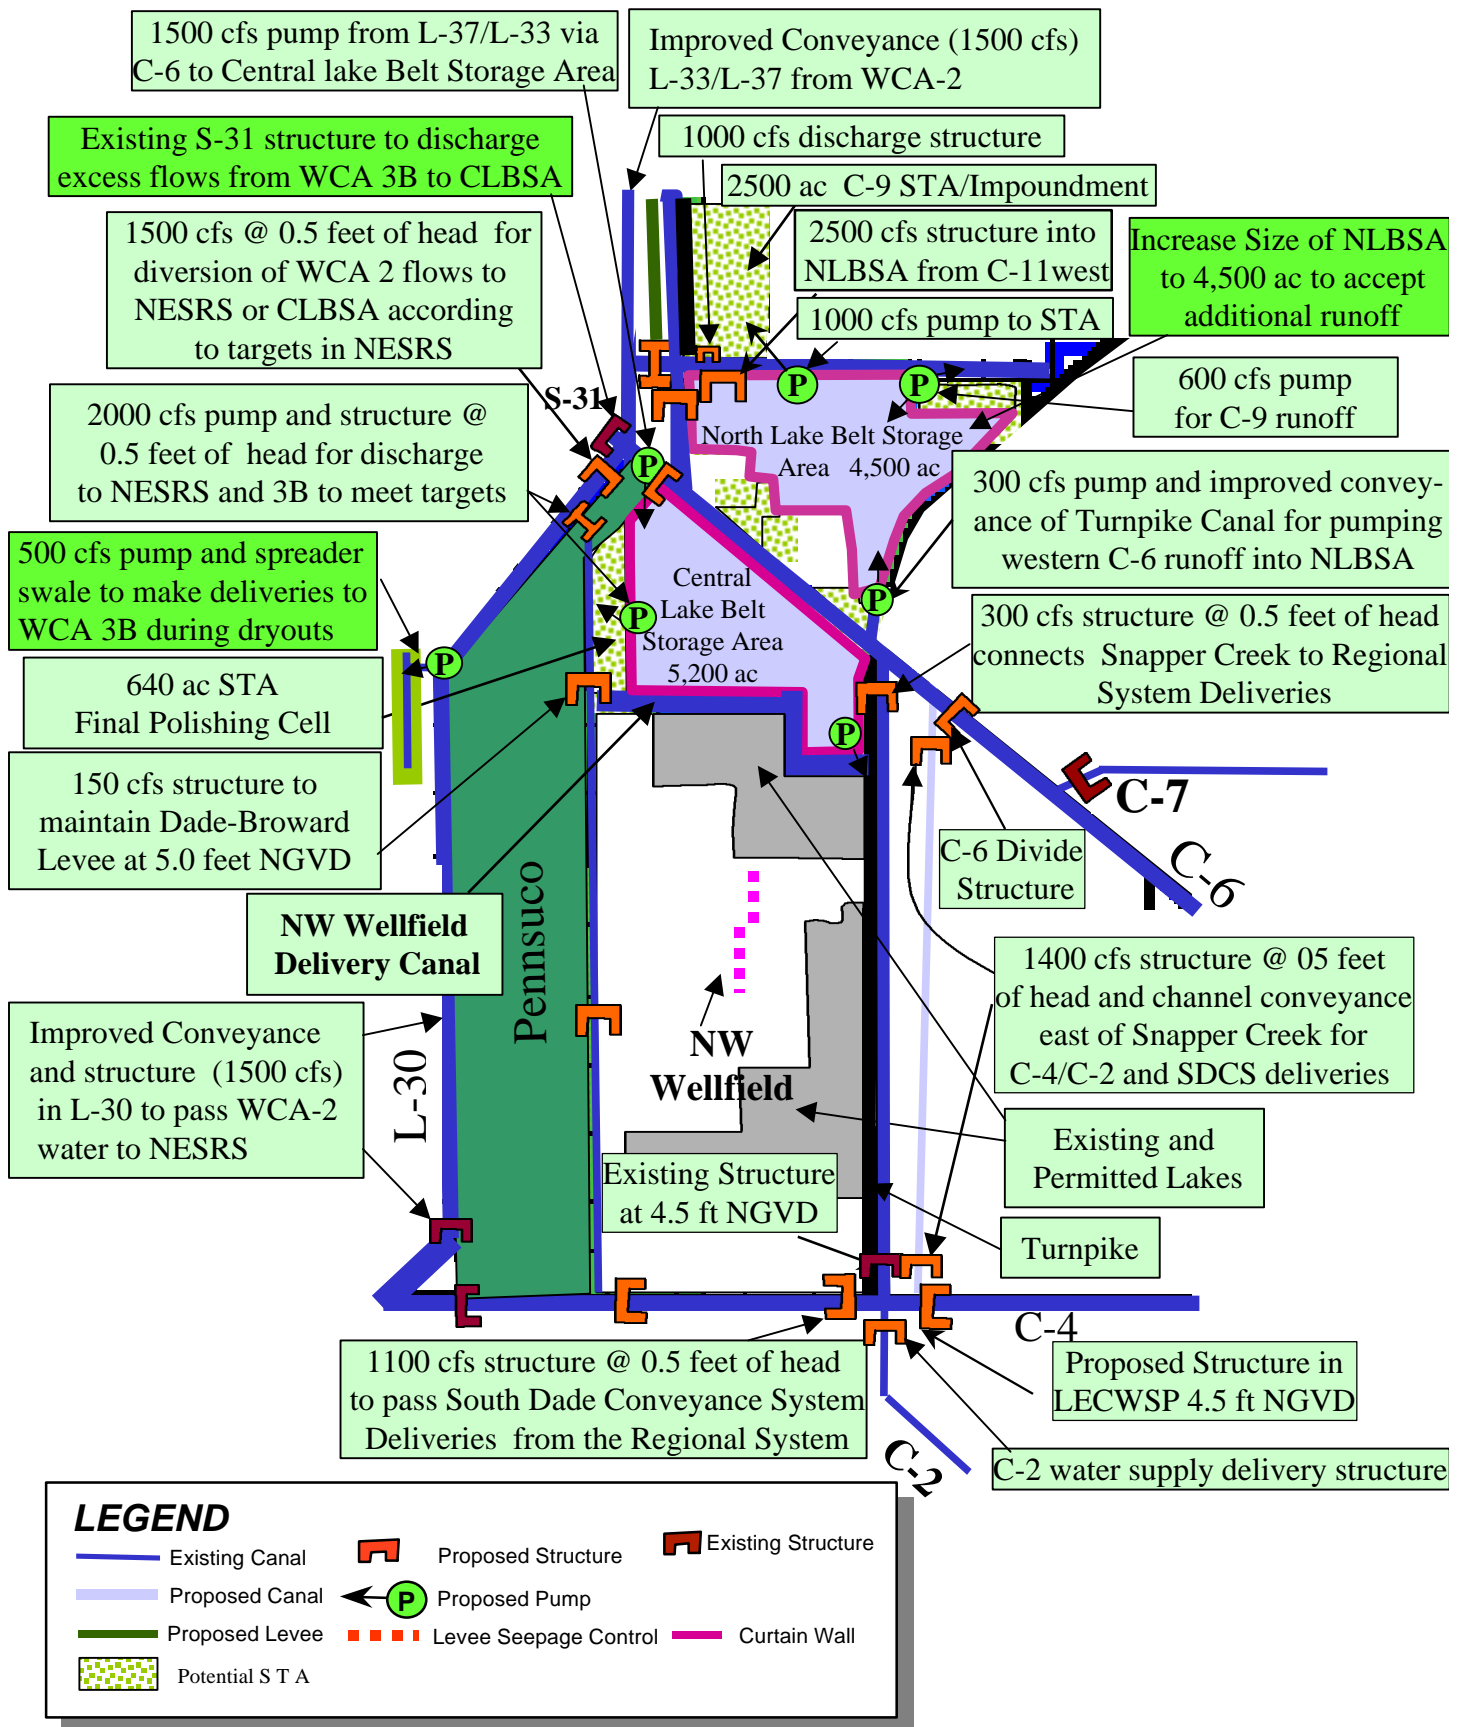 1500 cfs pump from L-37/L-33 via
C-6 to Central lake Belt Storage Area
Improved Conveyance (1500 cfs)
L-33/L-37 from WCA-2
Existing S-31 structure to discharge
excess flows from WCA 3B to CLBSA
1000 cfs discharge structure
2500 ac C-9 STA/Impoundment
1500 cfs @ 0.5 feet of head for
diversion of WCA 2 flows to
NESRS or CLBSA according
to targets in NESRS
2500 cfs structure into
NLBSA from C-11west
Increase Size of NLBSA
to 4,500 ac to accept
additional runoff
1000 cfs pump to STA
600 cfs pump
for C-9 runoff
S-31
P
P
2000 cfs pump and structure @
0.5 feet of head for discharge
to NESRS and 3B to meet targets
North Lake Belt Storage
Area 4,500 ac
P
300 cfs pump and improved convey-
ance of Turnpike Canal for pumping
western C-6 runoff into NLBSA
500 cfs pump and spreader
swale to make deliveries to
WCA 3B during dryouts
Central
Lake Belt
Storage Area
5,200 ac
P
P
P
P
300 cfs structure @ 0.5 feet of head
connects Snapper Creek to Regional
System Deliveries
640 ac STA
Final Polishing Cell
150 cfs structure to
maintain Dade-Broward
Levee at 5.0 feet NGVD
C-7
C-6 Divide
Structure
C-6
NW Wellfield
Delivery Canal
Pennsuco
1400 cfs structure @ 05 feet
of head and channel conveyance
east of Snapper Creek for
C-4/C-2 and SDCS deliveries
Improved Conveyance
and structure (1500 cfs)
in L-30 to pass WCA-2
water to NESRS
L-30
NW
Wellfield
Existing and
Permitted Lakes
Existing Structure
at 4.5 ft NGVD
Turnpike
C-4
1100 cfs structure @ 0.5 feet of head
to pass South Dade Conveyance System
Deliveries from the Regional System
Proposed Structure in
LECWSP 4.5 ft NGVD
C-2
C-2 water supply delivery structure
LEGEND
Existing Canal
Proposed Structure
Existing Structure
Proposed Canal
P
Proposed Pump
Proposed Levee
Levee Seepage Control
Curtain Wall
Potential S T A